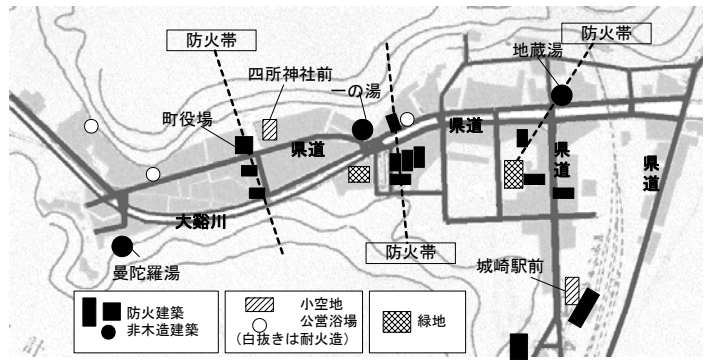 防火帯
四所神社前
一の湯
地蔵湯
防火帯
町役場
県道
県道
県道
県道
大谿川
防火帯
曼陀羅湯
城崎駅前
防火建築
非木造建築
小空地
公営浴場
(白抜きは耐火造)
緑地
計